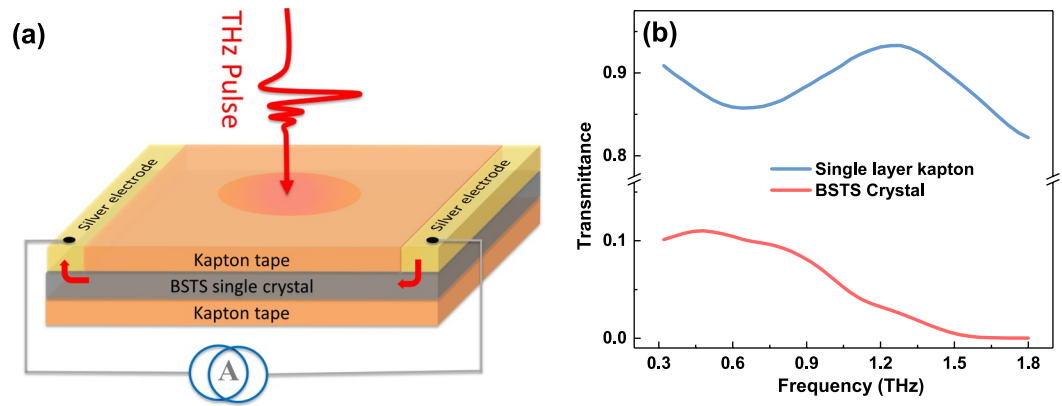 (a)
THz Pulse
Silver electrode
Silver electrode
Kapton tape
BSTS single crystal
Kapton tape
A
(b)
Transmittance
0.9
0.8
0.1
0.0
Single layer kapton
BSTS Crystal
0.3 0.6 0.9 1.2 1.5 1.8
Frequency (THz)